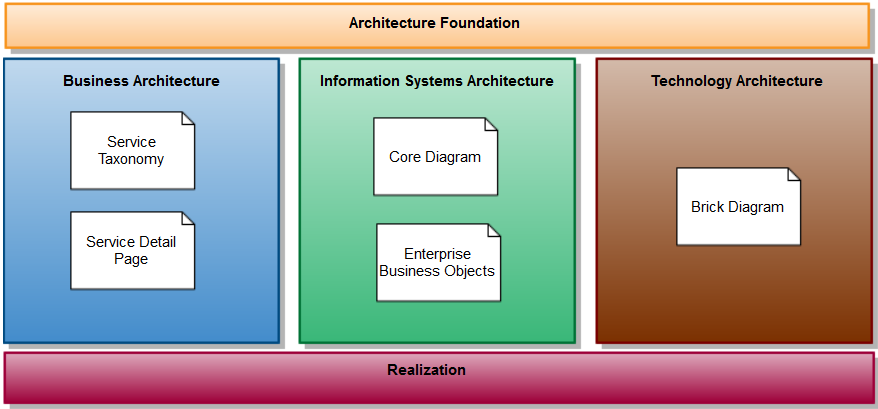 Architecture Foundation
Business Architecture
Service
Taxonomy
Service Detail
Page
Information Systems Architecture
Core Diagram
Enterprise
Business Objects
Technology Architecture
Brick Diagram
Realization